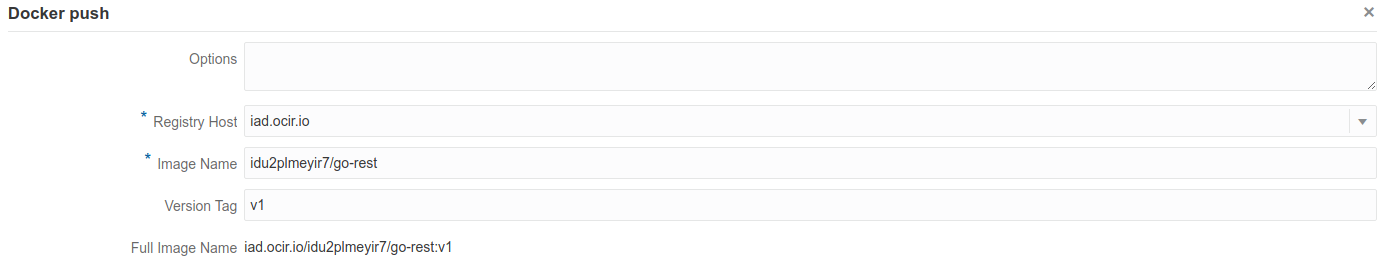 Docker push
Options
* Registry Host iad.ocir.io
* Image Name idu2plmeyir7/go-rest
Version Tag v1
Full Image Name iad.ocir.io/idu2plmeyir7/go-rest:v1